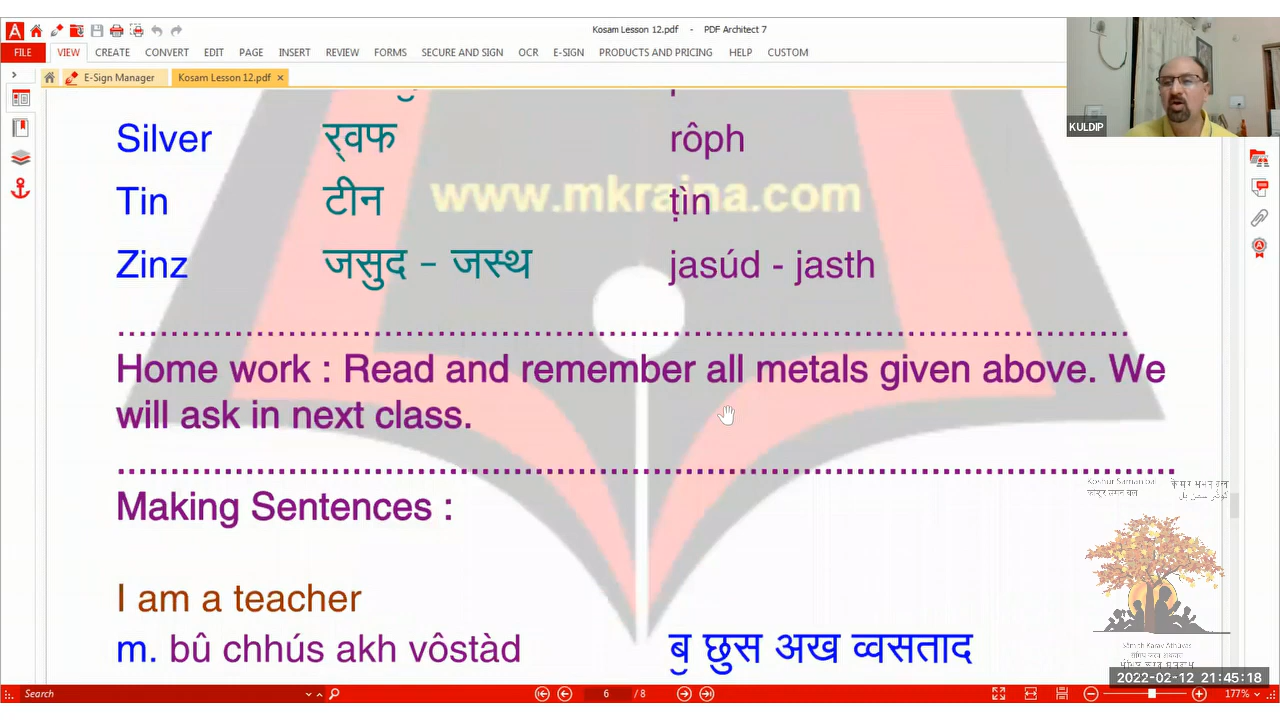 Kosam Lesson 12.pdf - PDF Architect 7
FILE VIEW CREATE CONVERT EDIT PAGE INSERT REVIEW FORMS SECURE AND SIGN OCR E-SIGN PRODUCTS AND PRICING HELP CUSTOM
E-Sign Manager Kosam Lesson 12.pdf
KULDIP
Silver र्वफ rôph
www.mkraina.com
Tin टीन ṭìn
Zinz जसुद - जस्थ jasúd - jasth
Home work : Read and remember all metals given above. We
will ask in next class.
Making Sentences :
Koshur Saman bal
I am a teacher
m. bû chhús akh vôstàd ब॒ छुस अख व्वसताद
2022-02-12 21:45:18
Search 6 / 8 177%